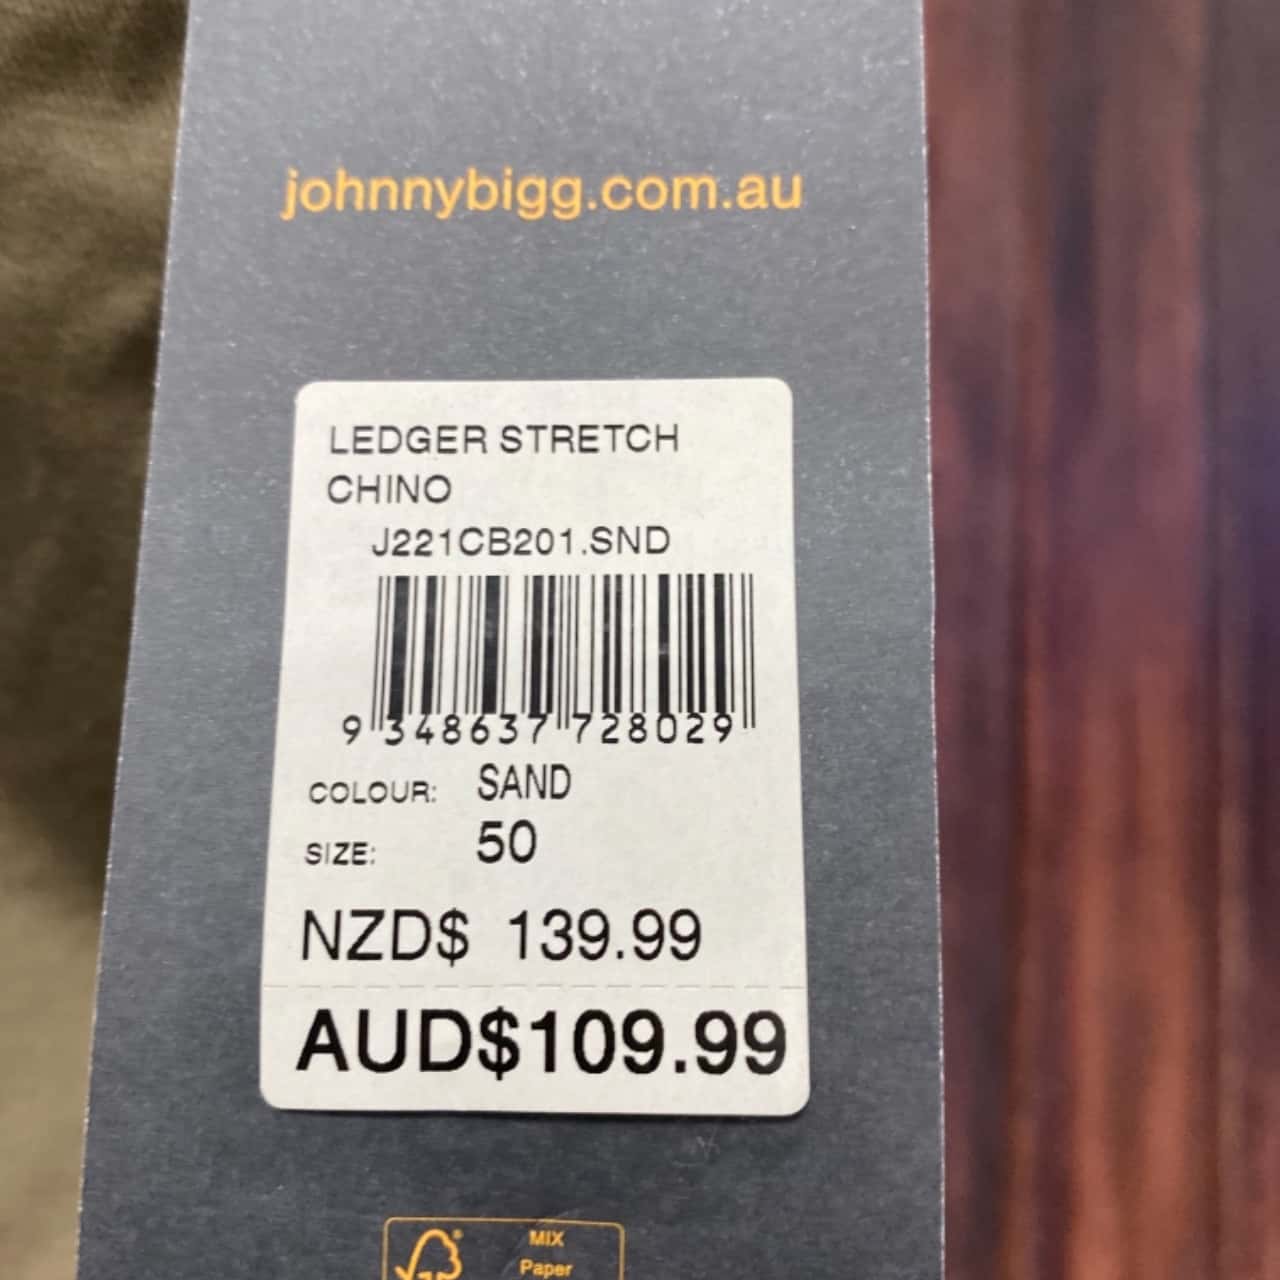 johnnybigg.com.au
LEDGER STRETCH
CHINO
J221CB201.SND
9 348637 728029
COLOUR: SAND
SIZE: 50
NZD$ 139.99
AUD$109.99
MIX
Paper